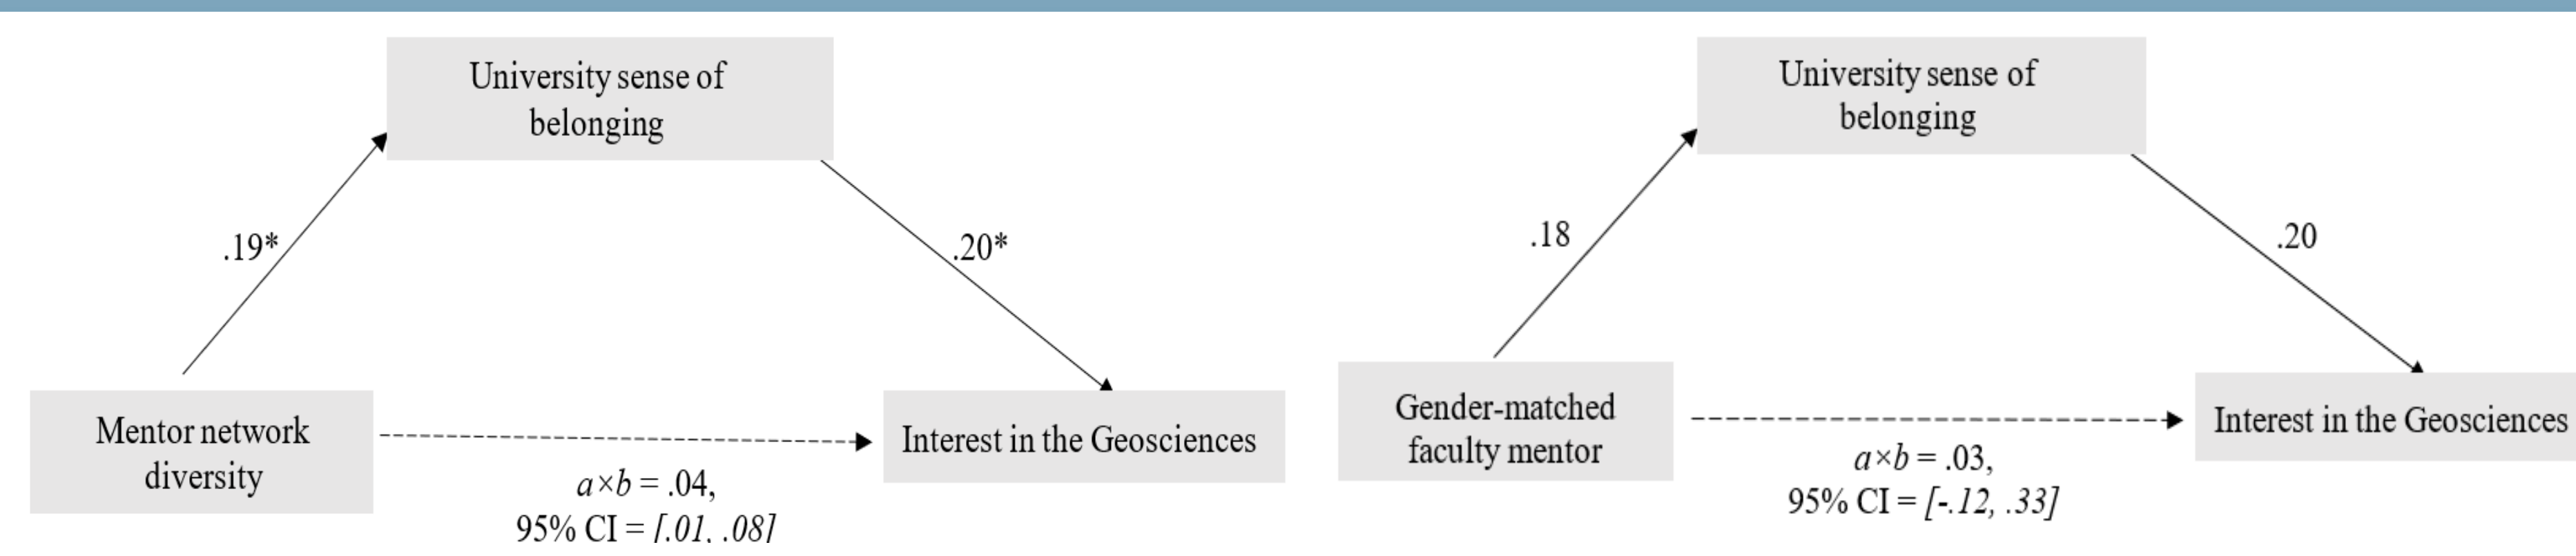 University sense of
belonging
.19*
.20*
Mentor network
diversity
Interest in the Geosciences
a×b = .04,
95% CI = [.01, .08]
University sense of
belonging
.18
.20
Gender-matched
faculty mentor
Interest in the Geosciences
a×b = .03,
95% CI = [-.12, .33]